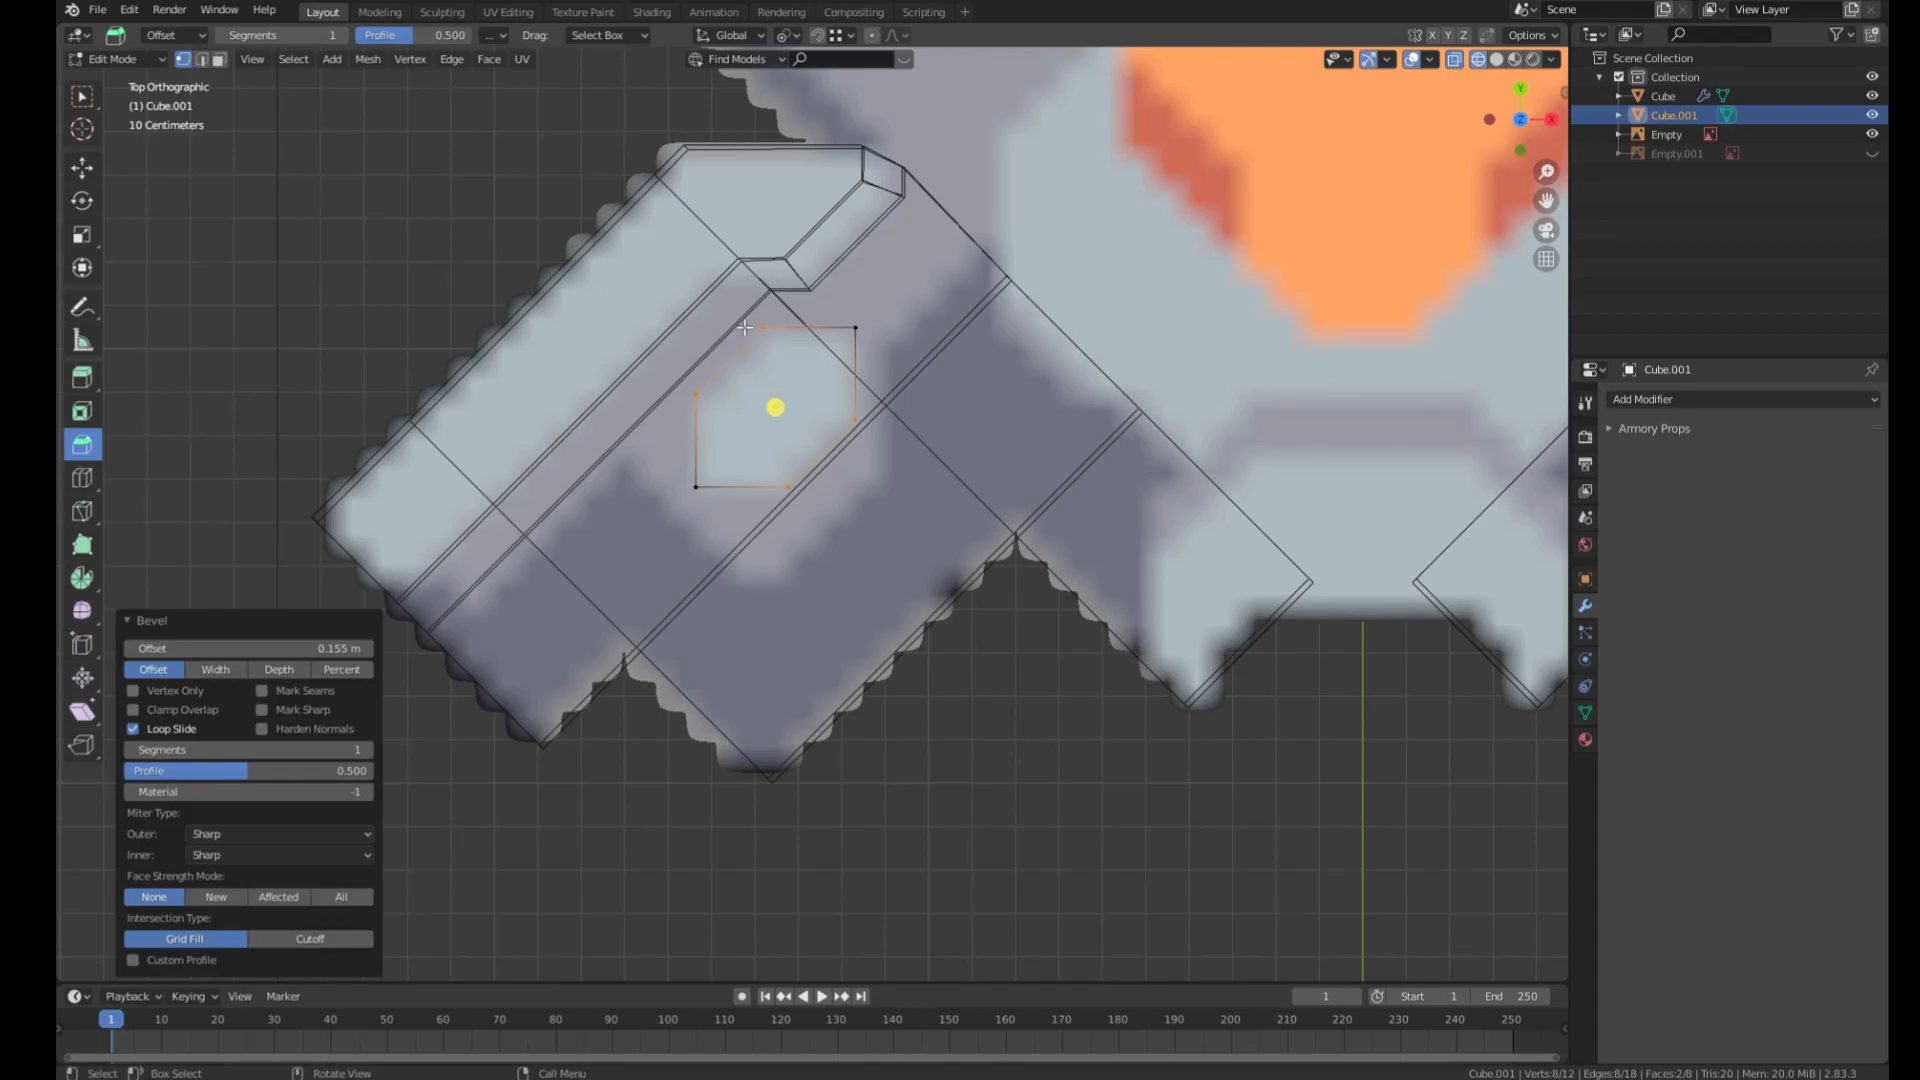 File Edit Render Window Help Layout Modeling Sculpting UV Editing Texture Paint Shading Animation Rendering Compositing Scripting + Scene View Layer
Offset Segments 1 Profile 0.500 ... Drag: Select Box Global X Y Z Options
Edit Mode View Select Add Mesh Vertex Edge Face UV Find Models
Top Orthographic
(1) Cube.001
10 Centimeters
Y
Z
X
Scene Collection
Collection
Cube
Cube.001
Empty
Empty.001
Cube.001
Add Modifier
Armory Props
Bevel
Offset 0.155 m
Offset Width Depth Percent
Vertex Only Mark Seams
Clamp Overlap Mark Sharp
Loop Slide Harden Normals
Segments 1
Profile 0.500
Material -1
Miter Type:
Outer: Sharp
Inner: Sharp
Face Strength Mode:
None New Affected All
Intersection Type:
Grid Fill Cutoff
Custom Profile
Playback Keying View Marker 1 Start 1 End 250
1 10 20 30 40 50 60 70 80 90 100 110 120 130 140 150 160 170 180 190 200 210 220 230 240 250
Select Box Select Rotate View Call Menu Cube.001 | Verts:8/12 | Edges:8/18 | Faces:2/8 | Tris:20 | Mem: 20.0 MiB | 2.83.3